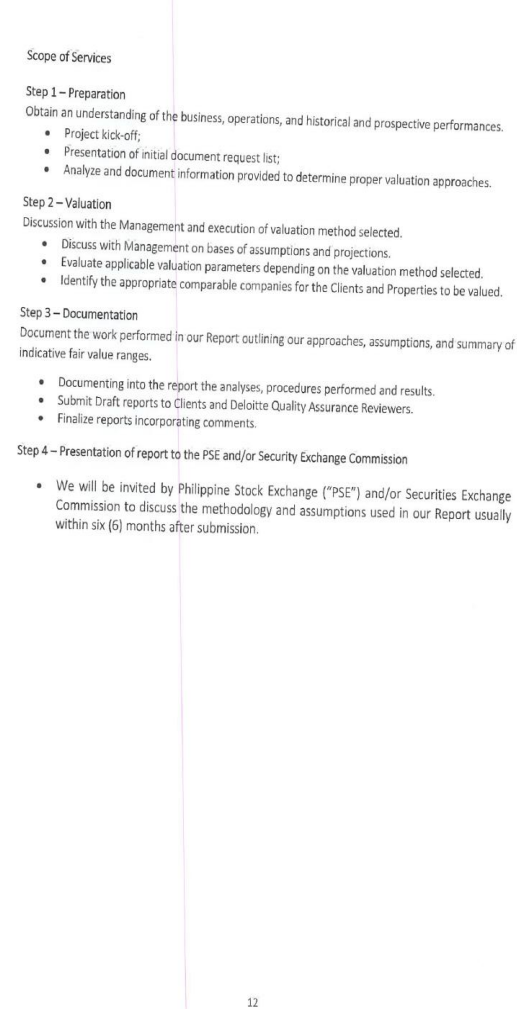 Scope of Services
Step 1 – Preparation
Obtain an understanding of the business, operations, and historical and prospective performances.
• Project kick-off;
• Presentation of initial document request list;
• Analyze and document information provided to determine proper valuation approaches.
Step 2 – Valuation
Discussion with the Management and execution of valuation method selected.
• Discuss with Management on bases of assumptions and projections.
• Evaluate applicable valuation parameters depending on the valuation method selected.
• Identify the appropriate comparable companies for the Clients and Properties to be valued.
Step 3 – Documentation
Document the work performed in our Report outlining our approaches, assumptions, and summary of
indicative fair value ranges.
• Documenting into the report the analyses, procedures performed and results.
• Submit Draft reports to Clients and Deloitte Quality Assurance Reviewers.
• Finalize reports incorporating comments.
Step 4 – Presentation of report to the PSE and/or Security Exchange Commission
• We will be invited by Philippine Stock Exchange ("PSE") and/or Securities Exchange
Commission to discuss the methodology and assumptions used in our Report usually
within six (6) months after submission.
12